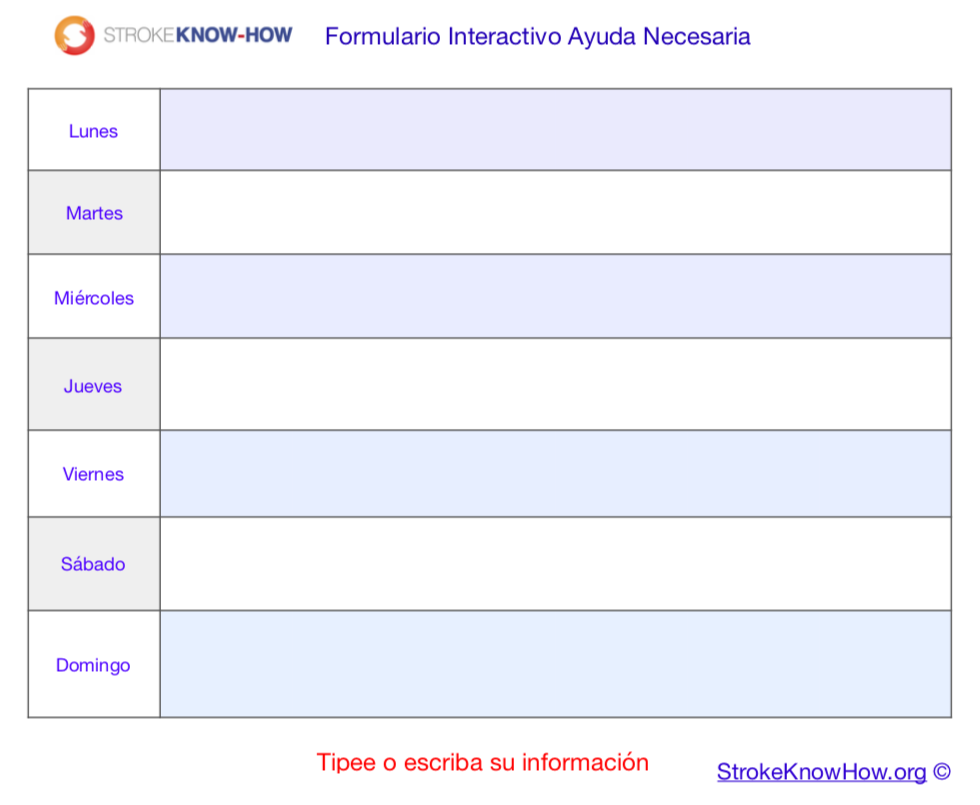 STROKEKNOW-HOW Formulario Interactivo Ayuda Necesaria
Lunes
Martes
Miércoles
Jueves
Viernes
Sábado
Domingo
Tipee o escriba su información
StrokeKnowHow.org ©